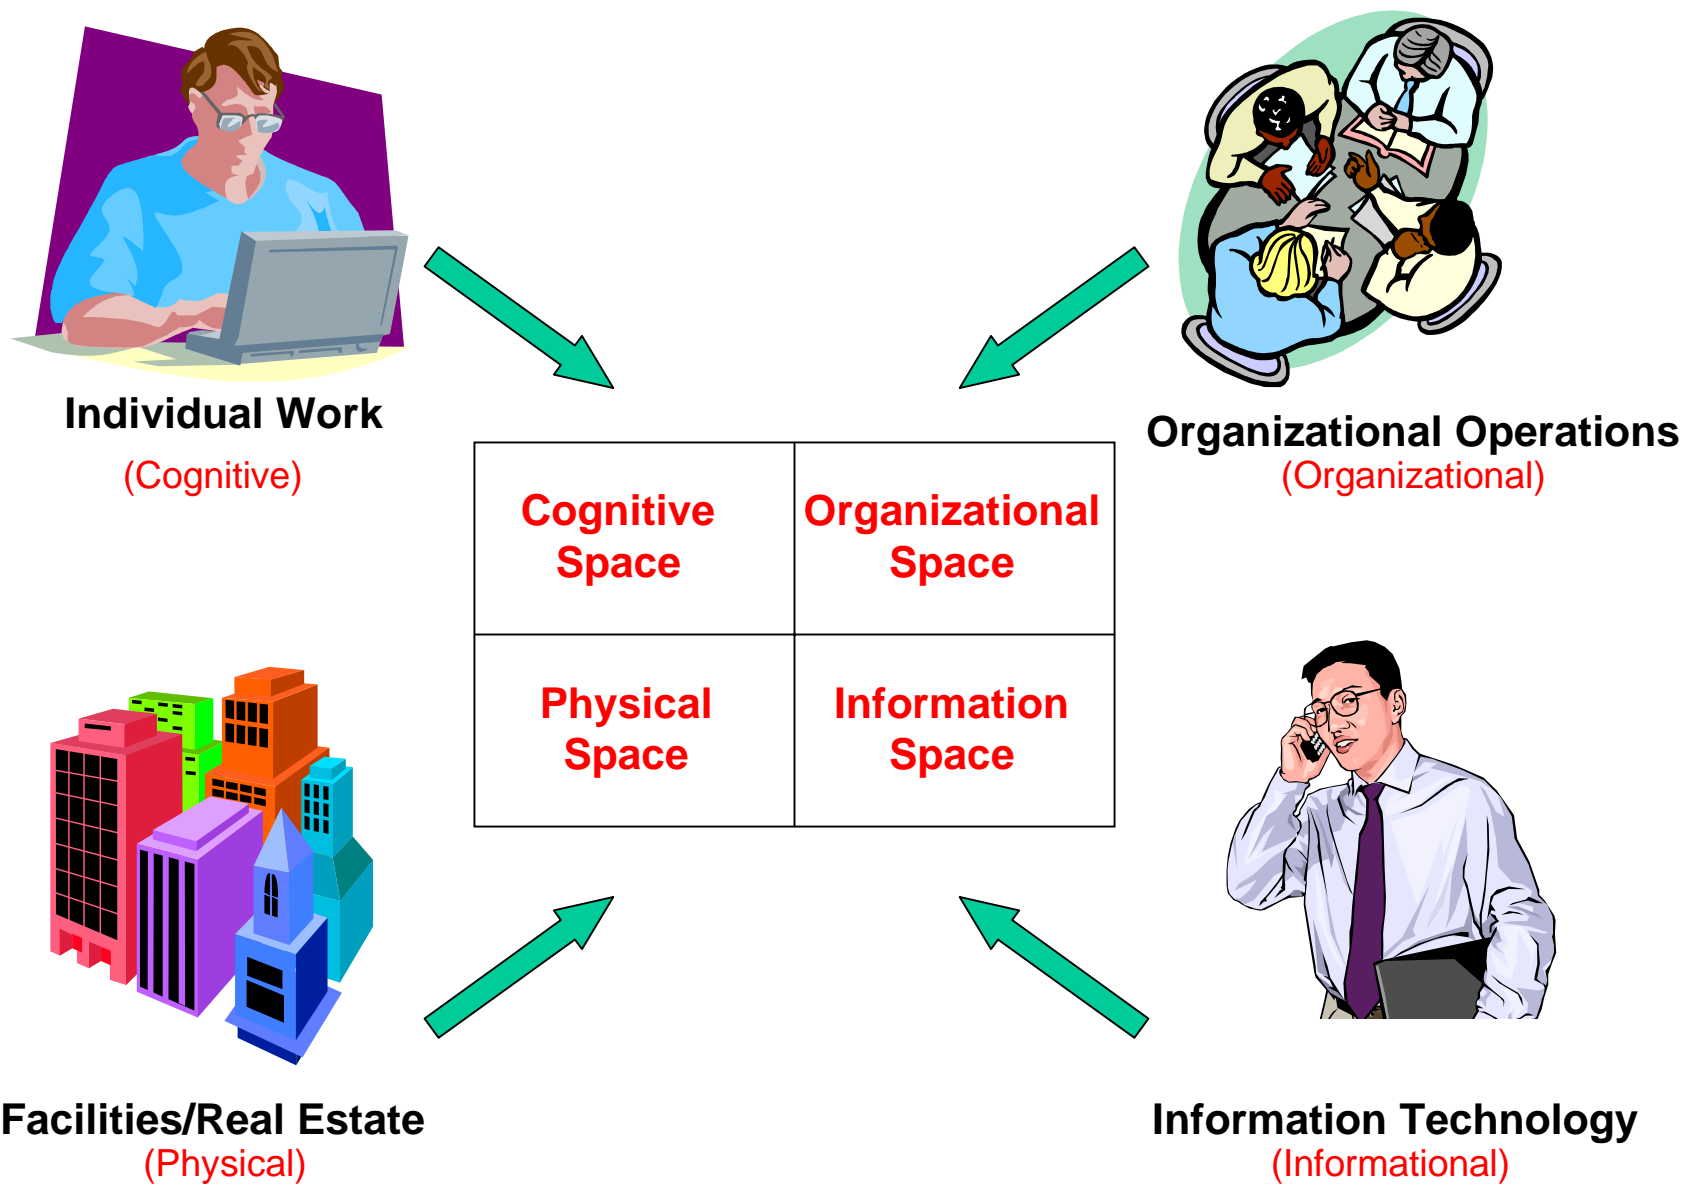 Individual Work
(Cognitive)
Organizational Operations
(Organizational)
Cognitive
Space
Organizational
Space
Physical
Space
Information
Space
Facilities/Real Estate
(Physical)
Information Technology
(Informational)